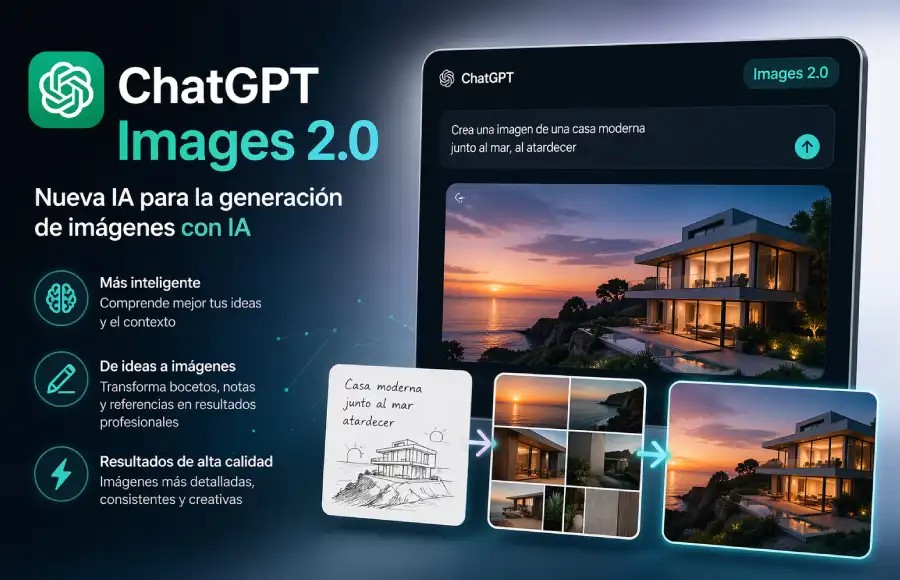 ChatGPT
Images 2.0
Nueva IA para la generación
de imágenes con IA
Más inteligente
Comprende mejor tus ideas
y el contexto
De ideas a imágenes
Transforma bocetos, notas
y referencias en resultados
profesionales
Resultados de alta calidad
Imágenes más detalladas,
consistentes y creativas
ChatGPT
Images 2.0
Crea una imagen de una casa moderna
junto al mar, al atardecer
Casa moderna
junto al mar
atardecer